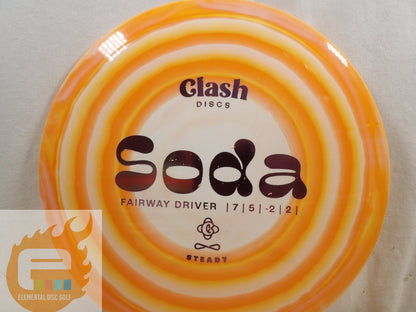 Clash
DISCS
Soda
FAIRWAY DRIVER |7|5|-2|2|
STEADY
ELEMENTAL DISC GOLF